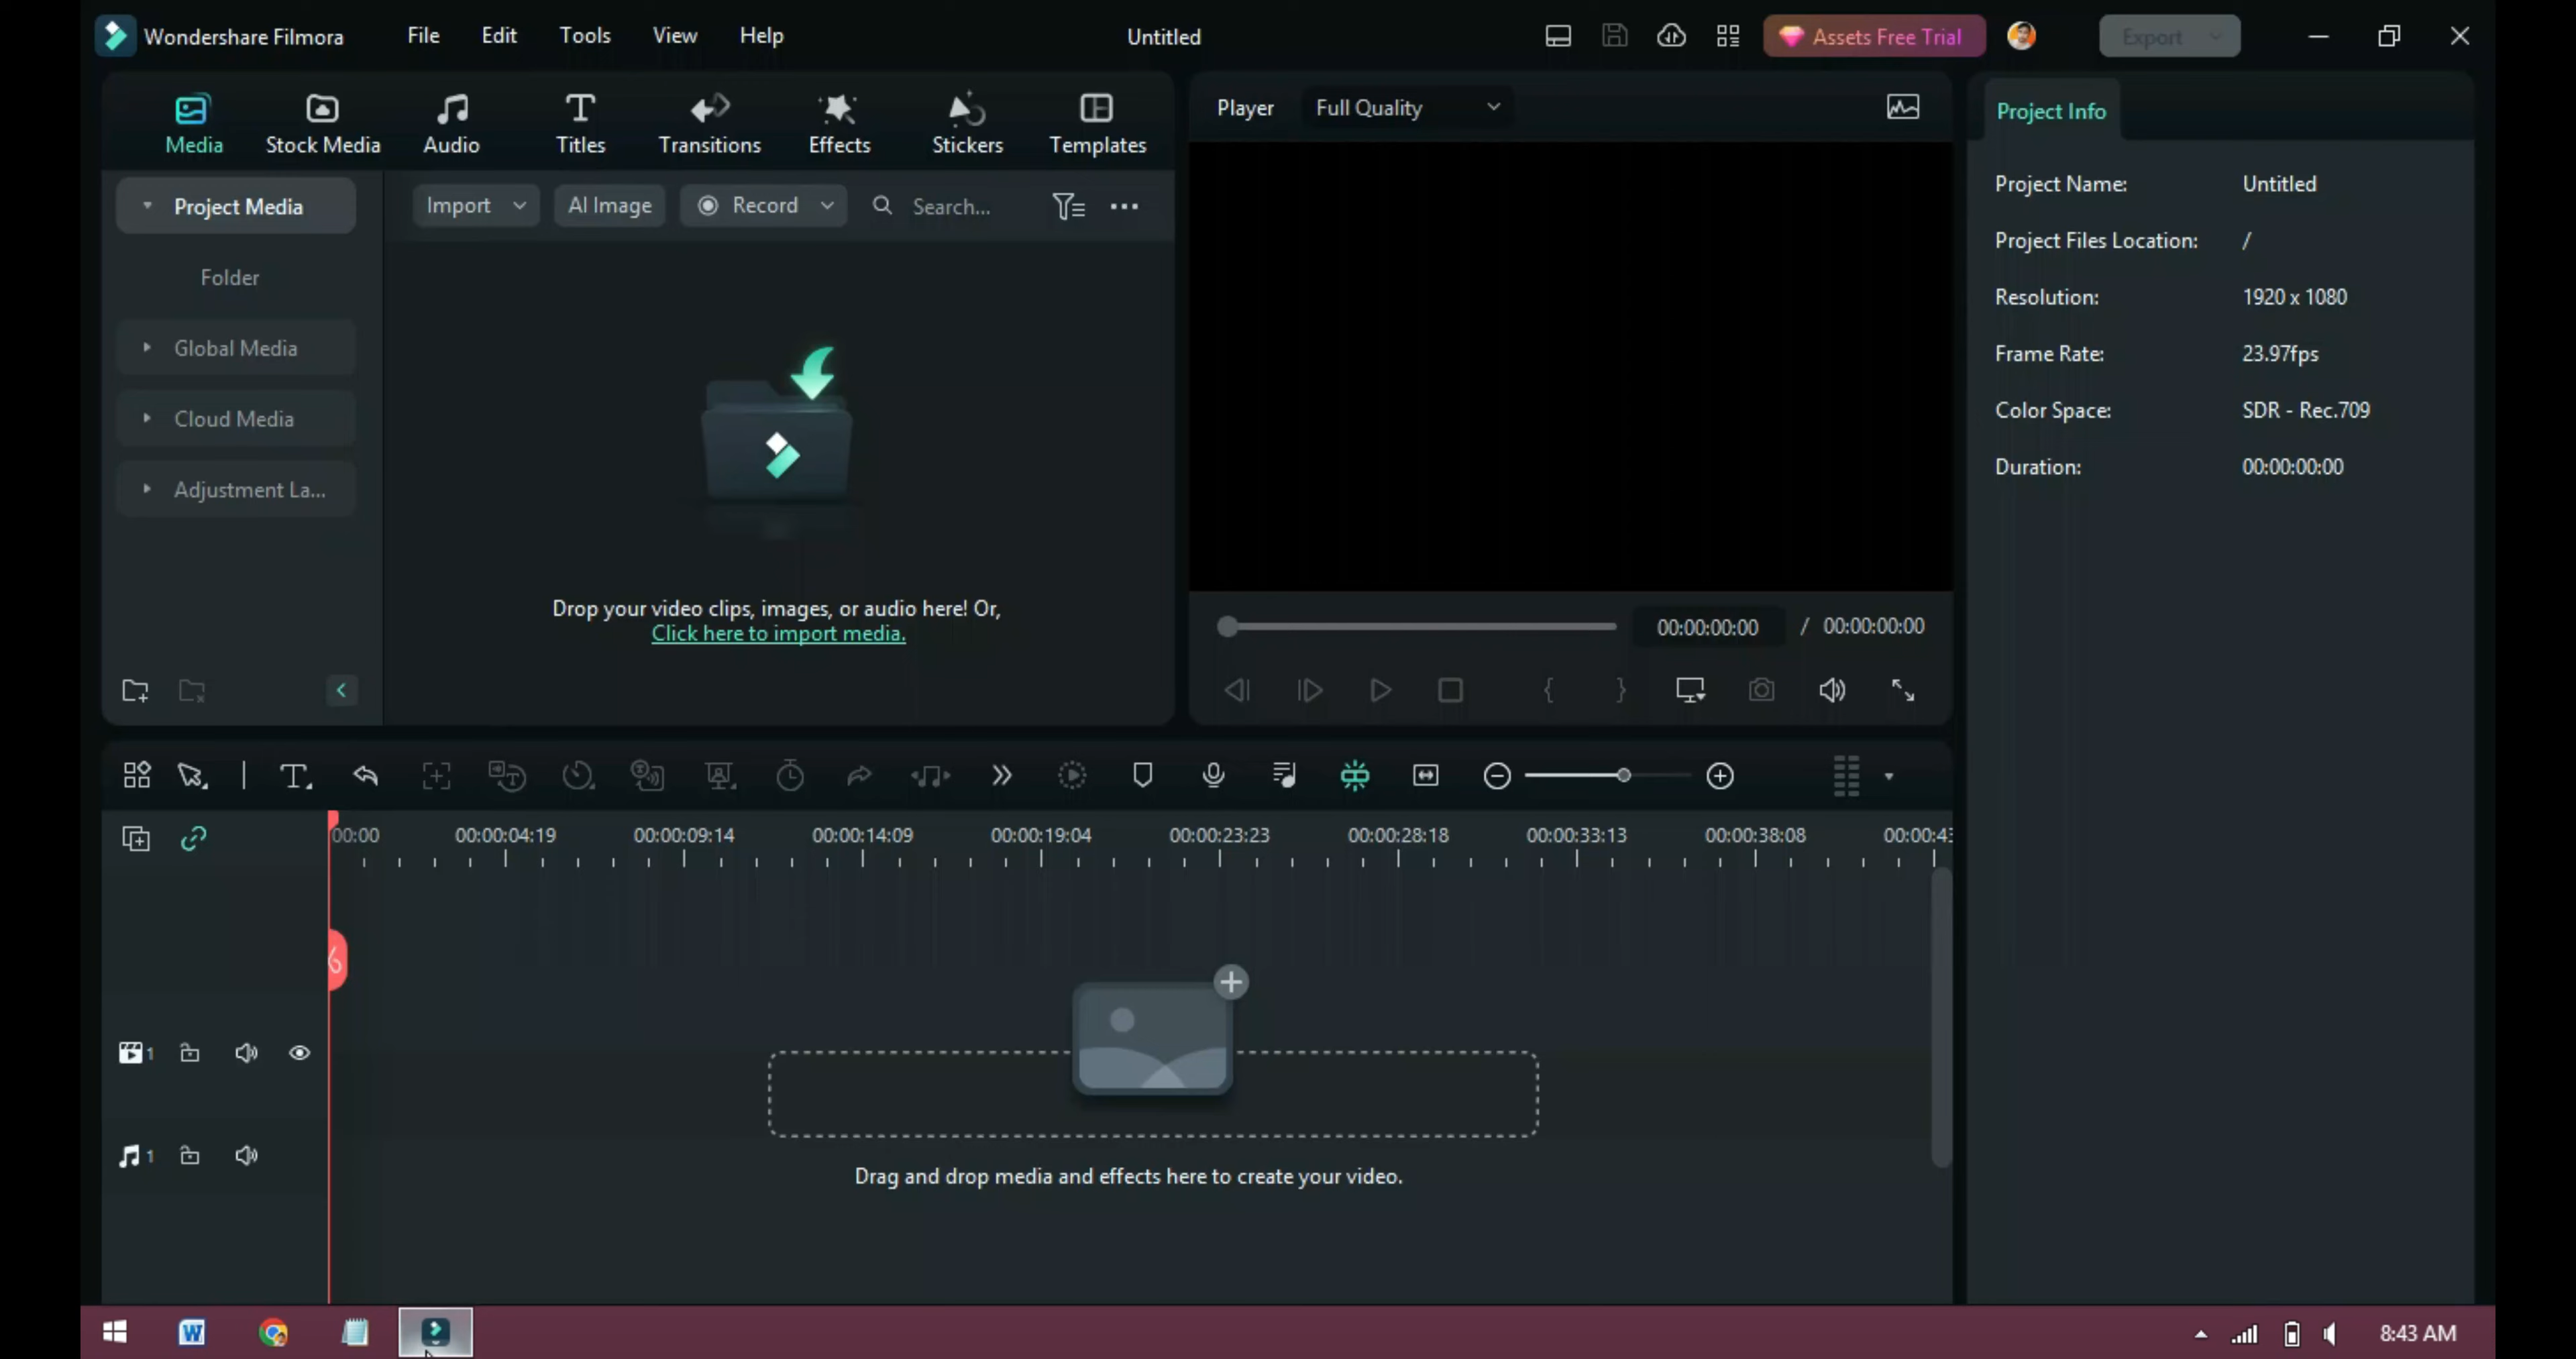 Wondershare Filmora File Edit Tools View Help Untitled Assets Free Trial Export
Media Stock Media Audio Titles Transitions Effects Stickers Templates
Player Full Quality
Project Info
Project Media
Import AI Image Record Search...
Folder
Global Media
Cloud Media
Adjustment La...
Drop your video clips, images, or audio here! Or,
Click here to import media.
00:00:00:00 / 00:00:00:00
Project Name: Untitled
Project Files Location: /
Resolution: 1920 x 1080
Frame Rate: 23.97fps
Color Space: SDR - Rec.709
Duration: 00:00:00:00
00:00 00:00:04:19 00:00:09:14 00:00:14:09 00:00:19:04 00:00:23:23 00:00:28:18 00:00:33:13 00:00:38:08 00:00:43
1
1
Drag and drop media and effects here to create your video.
8:43 AM